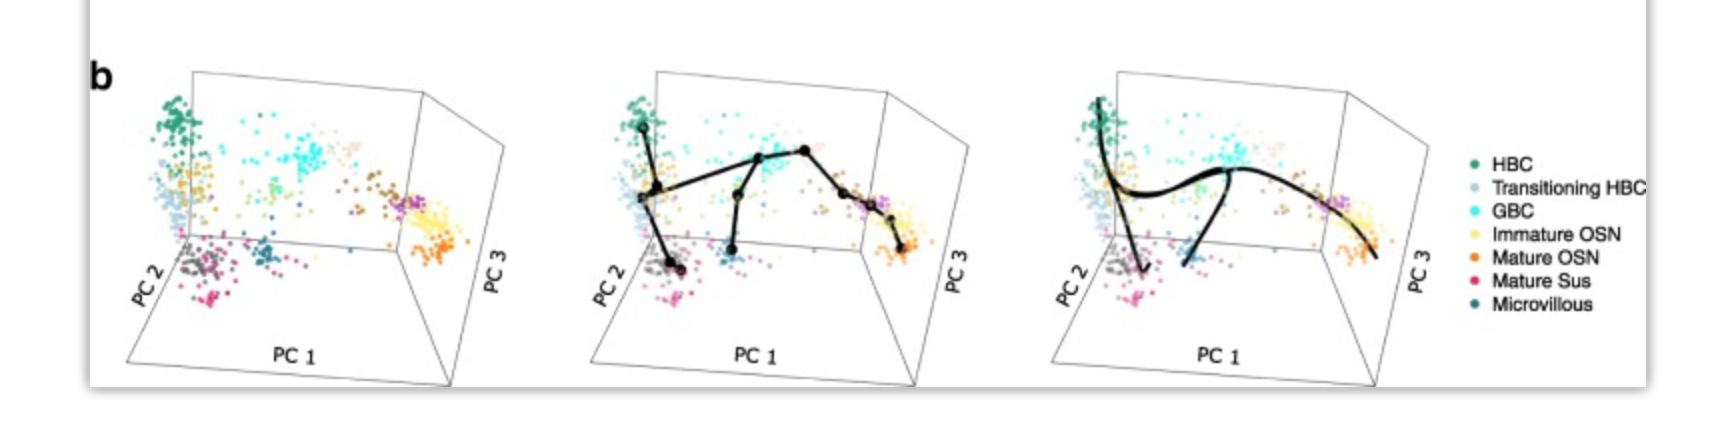 b
PC 2
PC 1
PC 3
PC 2
PC 1
PC 3
PC 2
PC 1
PC 3
HBC
Transitioning HBC
GBC
Immature OSN
Mature OSN
Mature Sus
Microvillous